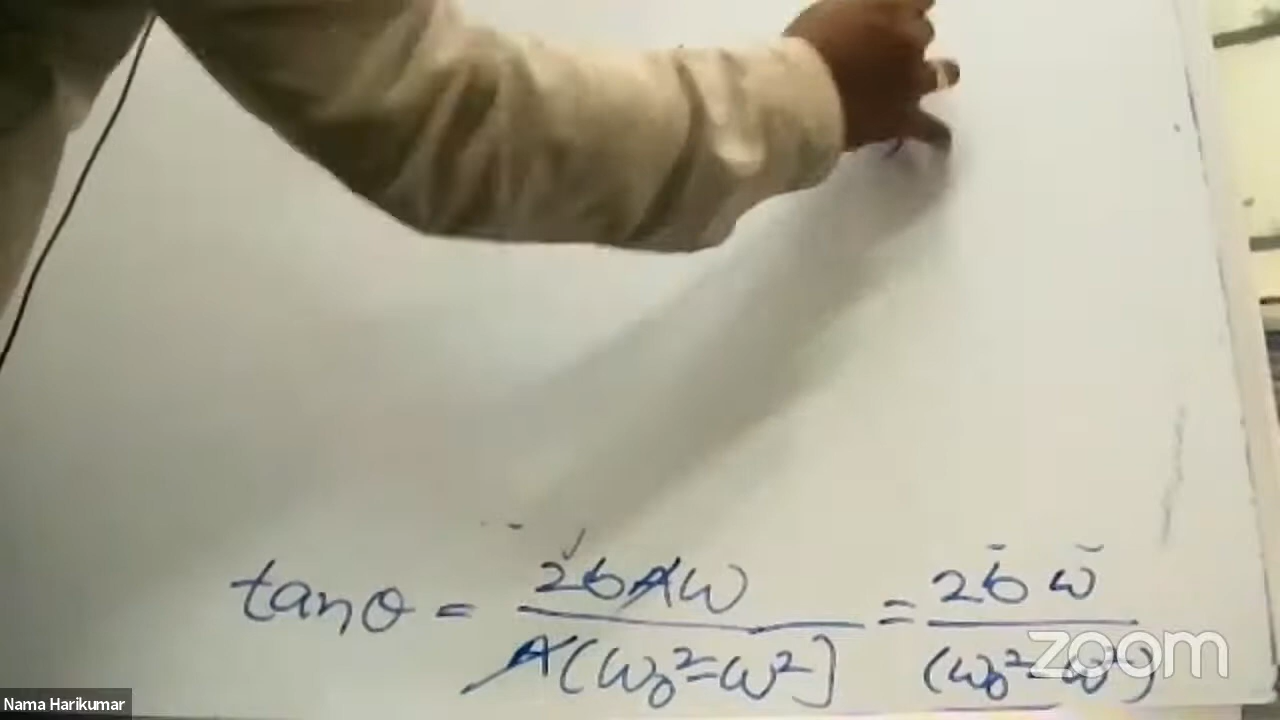 tanθ = 2bAω / A(ω₀²-ω²) = 2bω / (ω₀²-ω²)
zoom
Nama Harikumar